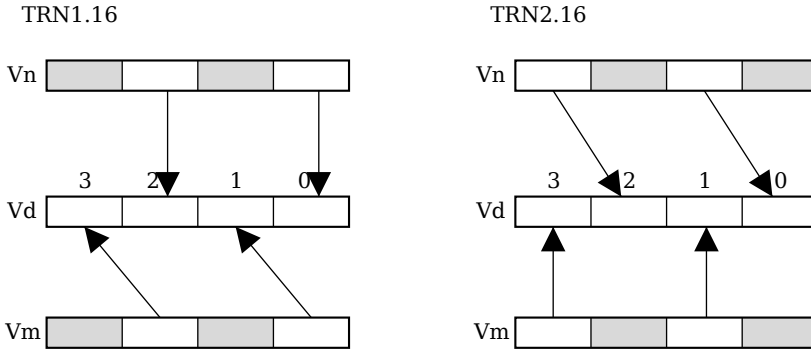 TRN1.16 TRN2.16
Vn Vn
3 2 1 0 3 2 1 0
Vd Vd
Vm Vm